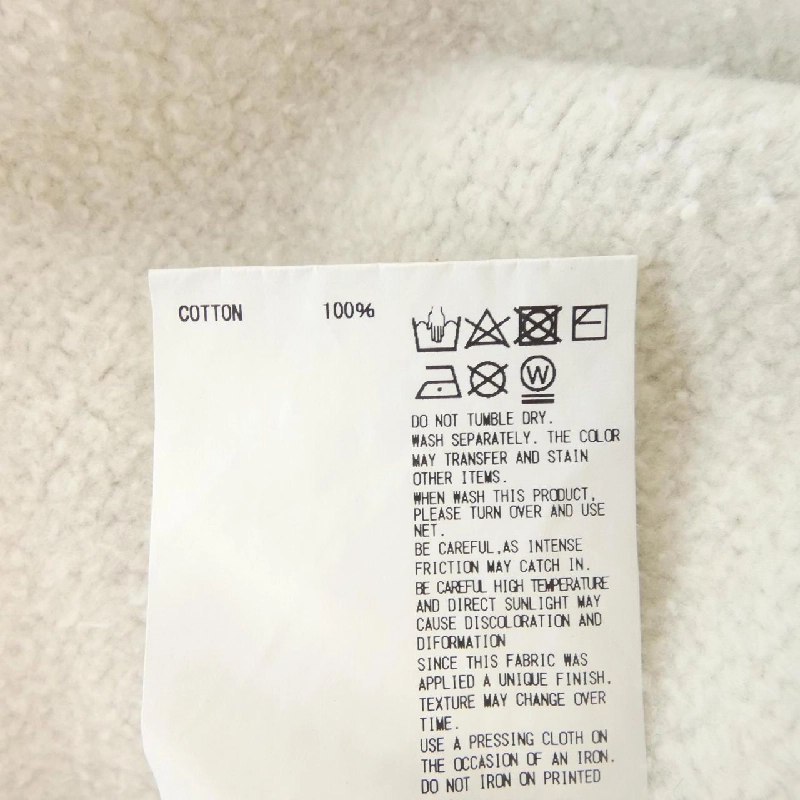 COTTON 100%
W
DO NOT TUMBLE DRY.
WASH SEPARATELY. THE COLOR
MAY TRANSFER AND STAIN
OTHER ITEMS.
WHEN WASH THIS PRODUCT,
PLEASE TURN OVER AND USE
NET.
BE CAREFUL,AS INTENSE
FRICTION MAY CATCH IN.
BE CAREFUL HIGH TEMPERATURE
AND DIRECT SUNLIGHT MAY
CAUSE DISCOLORATION AND
DIFORMATION
SINCE THIS FABRIC WAS
APPLIED A UNIQUE FINISH.
TEXTURE MAY CHANGE OVER
TIME.
USE A PRESSING CLOTH ON
THE OCCASION OF AN IRON.
DO NOT IRON ON PRINTED